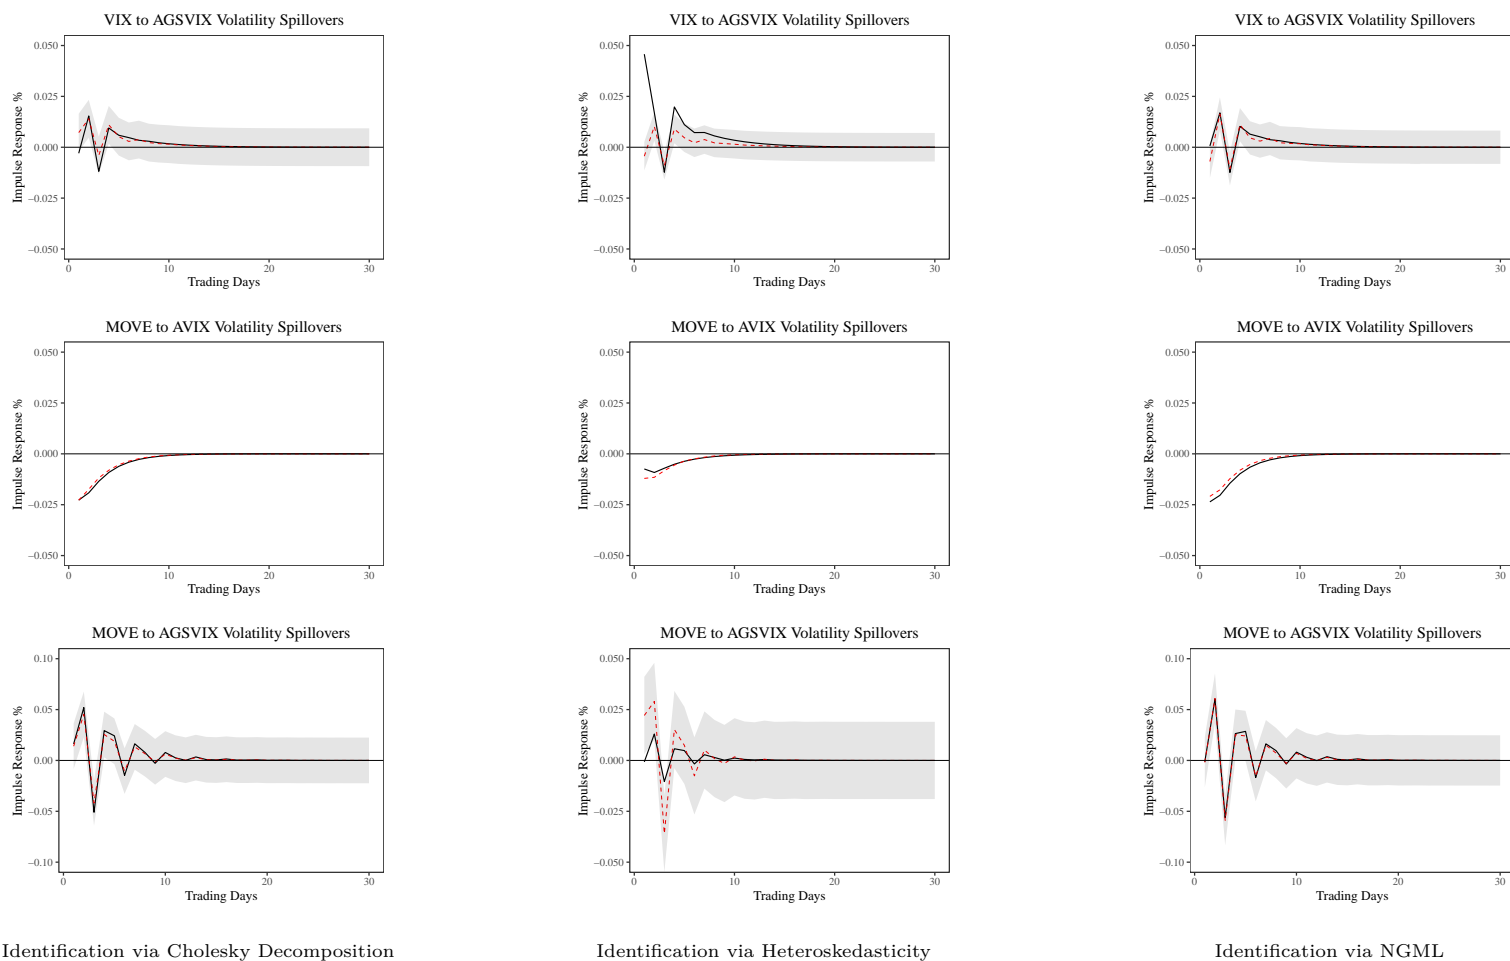 VIX to AGSVIX Volatility Spillovers
Impulse Response %
0.050
0.025
0.000
−0.025
−0.050
0
10
20
30
Trading Days
VIX to AGSVIX Volatility Spillovers
Impulse Response %
0.050
0.025
0.000
−0.025
−0.050
0
10
20
30
Trading Days
VIX to AGSVIX Volatility Spillovers
Impulse Response %
0.050
0.025
0.000
−0.025
−0.050
0
10
20
30
Trading Days
MOVE to AVIX Volatility Spillovers
Impulse Response %
0.050
0.025
0.000
−0.025
−0.050
0
10
20
30
Trading Days
MOVE to AVIX Volatility Spillovers
Impulse Response %
0.050
0.025
0.000
−0.025
−0.050
0
10
20
30
Trading Days
MOVE to AVIX Volatility Spillovers
Impulse Response %
0.050
0.025
0.000
−0.025
−0.050
0
10
20
30
Trading Days
MOVE to AGSVIX Volatility Spillovers
Impulse Response %
0.10
0.05
0.00
−0.05
−0.10
0
10
20
30
Trading Days
MOVE to AGSVIX Volatility Spillovers
Impulse Response %
0.050
0.025
0.000
−0.025
−0.050
0
10
20
30
Trading Days
MOVE to AGSVIX Volatility Spillovers
Impulse Response %
0.10
0.05
0.00
−0.05
−0.10
0
10
20
30
Trading Days
Identification via Cholesky Decomposition
Identification via Heteroskedasticity
Identification via NGML